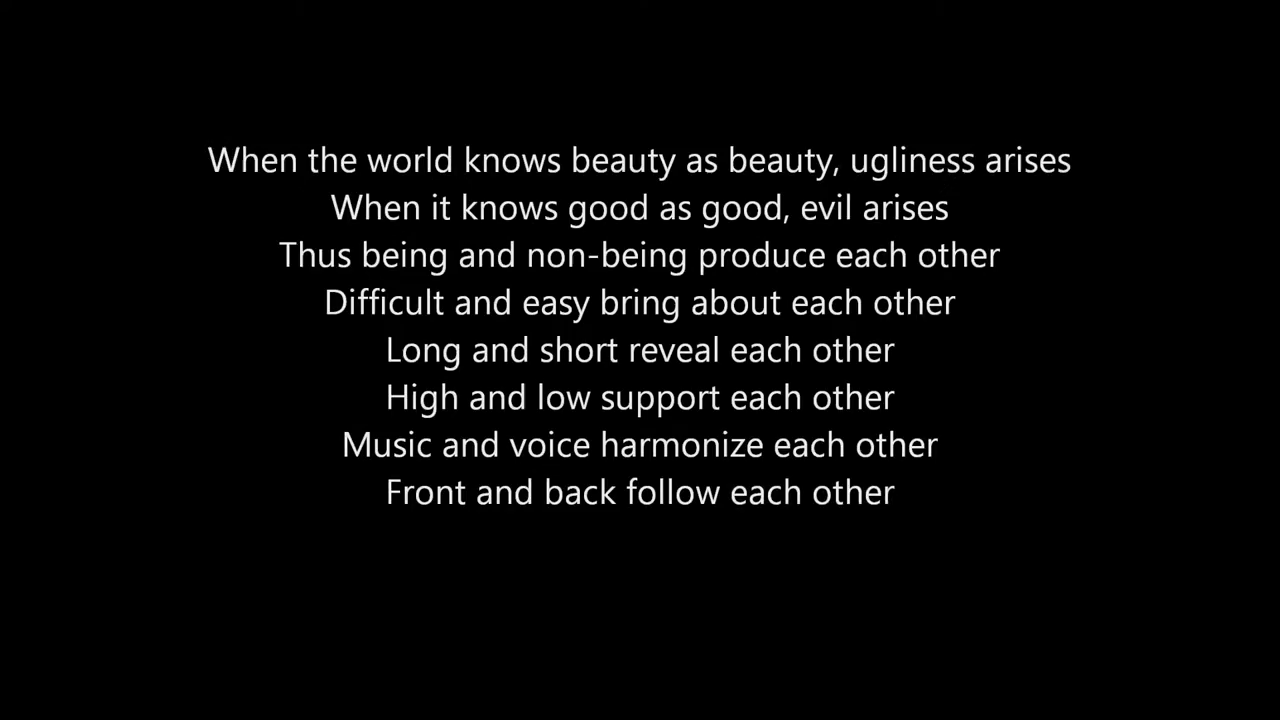 When the world knows beauty as beauty, ugliness arises
When it knows good as good, evil arises
Thus being and non-being produce each other
Difficult and easy bring about each other
Long and short reveal each other
High and low support each other
Music and voice harmonize each other
Front and back follow each other